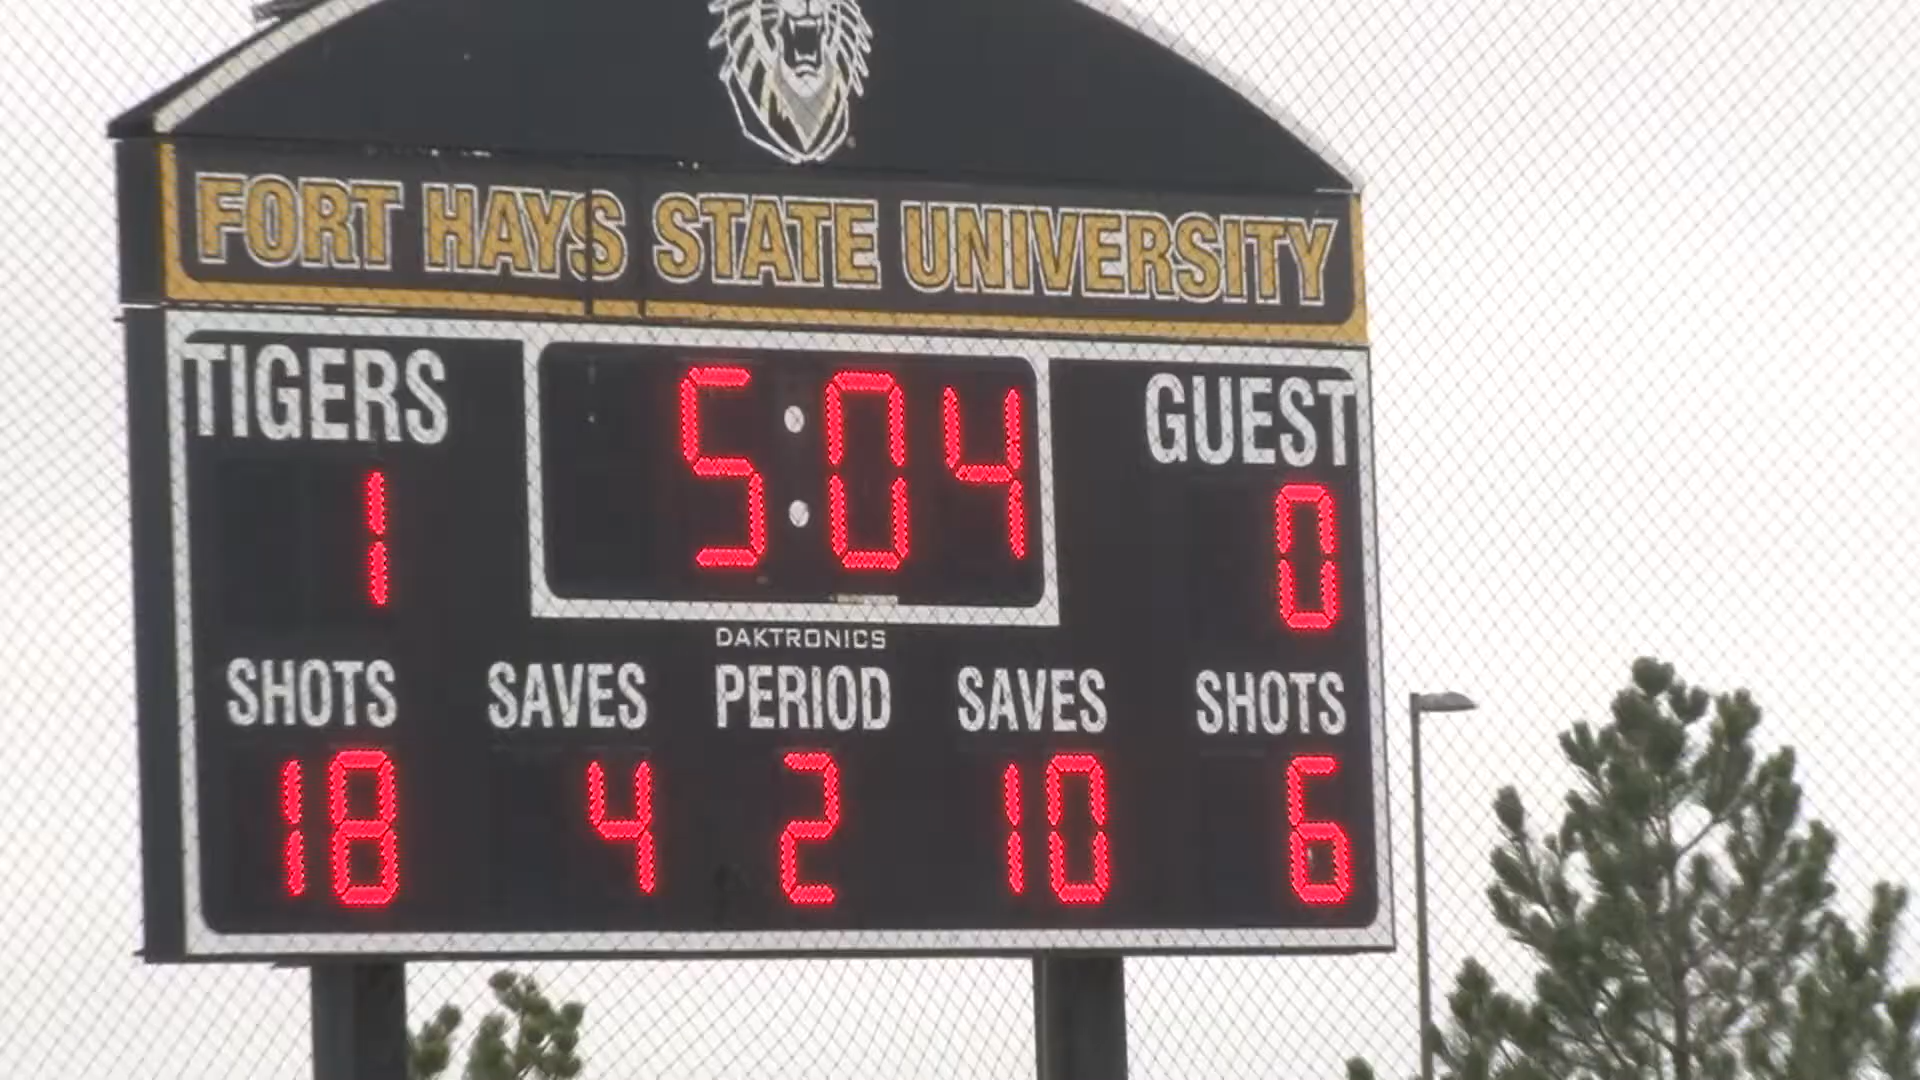 FORT HAYS STATE UNIVERSITY
TIGERS 5:04 GUEST
1 0
DAKTRONICS
SHOTS SAVES PERIOD SAVES SHOTS
18 4 2 10 6